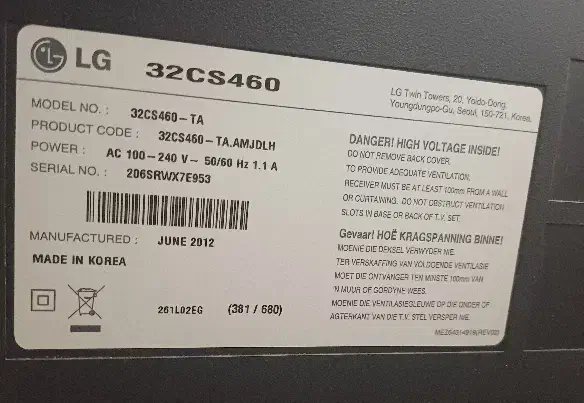 LG 32CS460
LG Twin Towers, 20, Yoido-Dong,
Youngdungpo-Gu, Seoul, 150-721, Korea.
MODEL NO. : 32CS460-TA
PRODUCT CODE : 32CS460-TA.AMJDLH
POWER : AC 100-240 V~ 50/60 Hz 1.1 A
SERIAL NO. : 206SRWX7E953
MANUFACTURED : JUNE 2012
MADE IN KOREA
261L02EG (381 / 680)
DANGER! HIGH VOLTAGE INSIDE!
DO NOT REMOVE BACK COVER.
TO PROVIDE ADEQUATE VENTILATION,
RECEIVER MUST BE AT LEAST 100mm FROM A WALL
OR CURTAINING. DO NOT OBSTRUCT VENTILATION
SLOTS IN BASE OR BACK OF T.V. SET.
Gevaar! HOË KRAGSPANNING BINNE!
MOENIE DIE DEKSEL VERWYDER NIE.
TER VERSKAFFING VAN VOLDOENDE VENTILASIE
MOET DIE ONTVANGER TEN MINSTE 100mm VAN
'N MUUR OF GORDYNE WEES.
MOENIE DIE VENTILASIEGLEUWE OP DIE ONDER OF
AGTERKANT VAN DIE T.V. STEL VERSPER NIE.